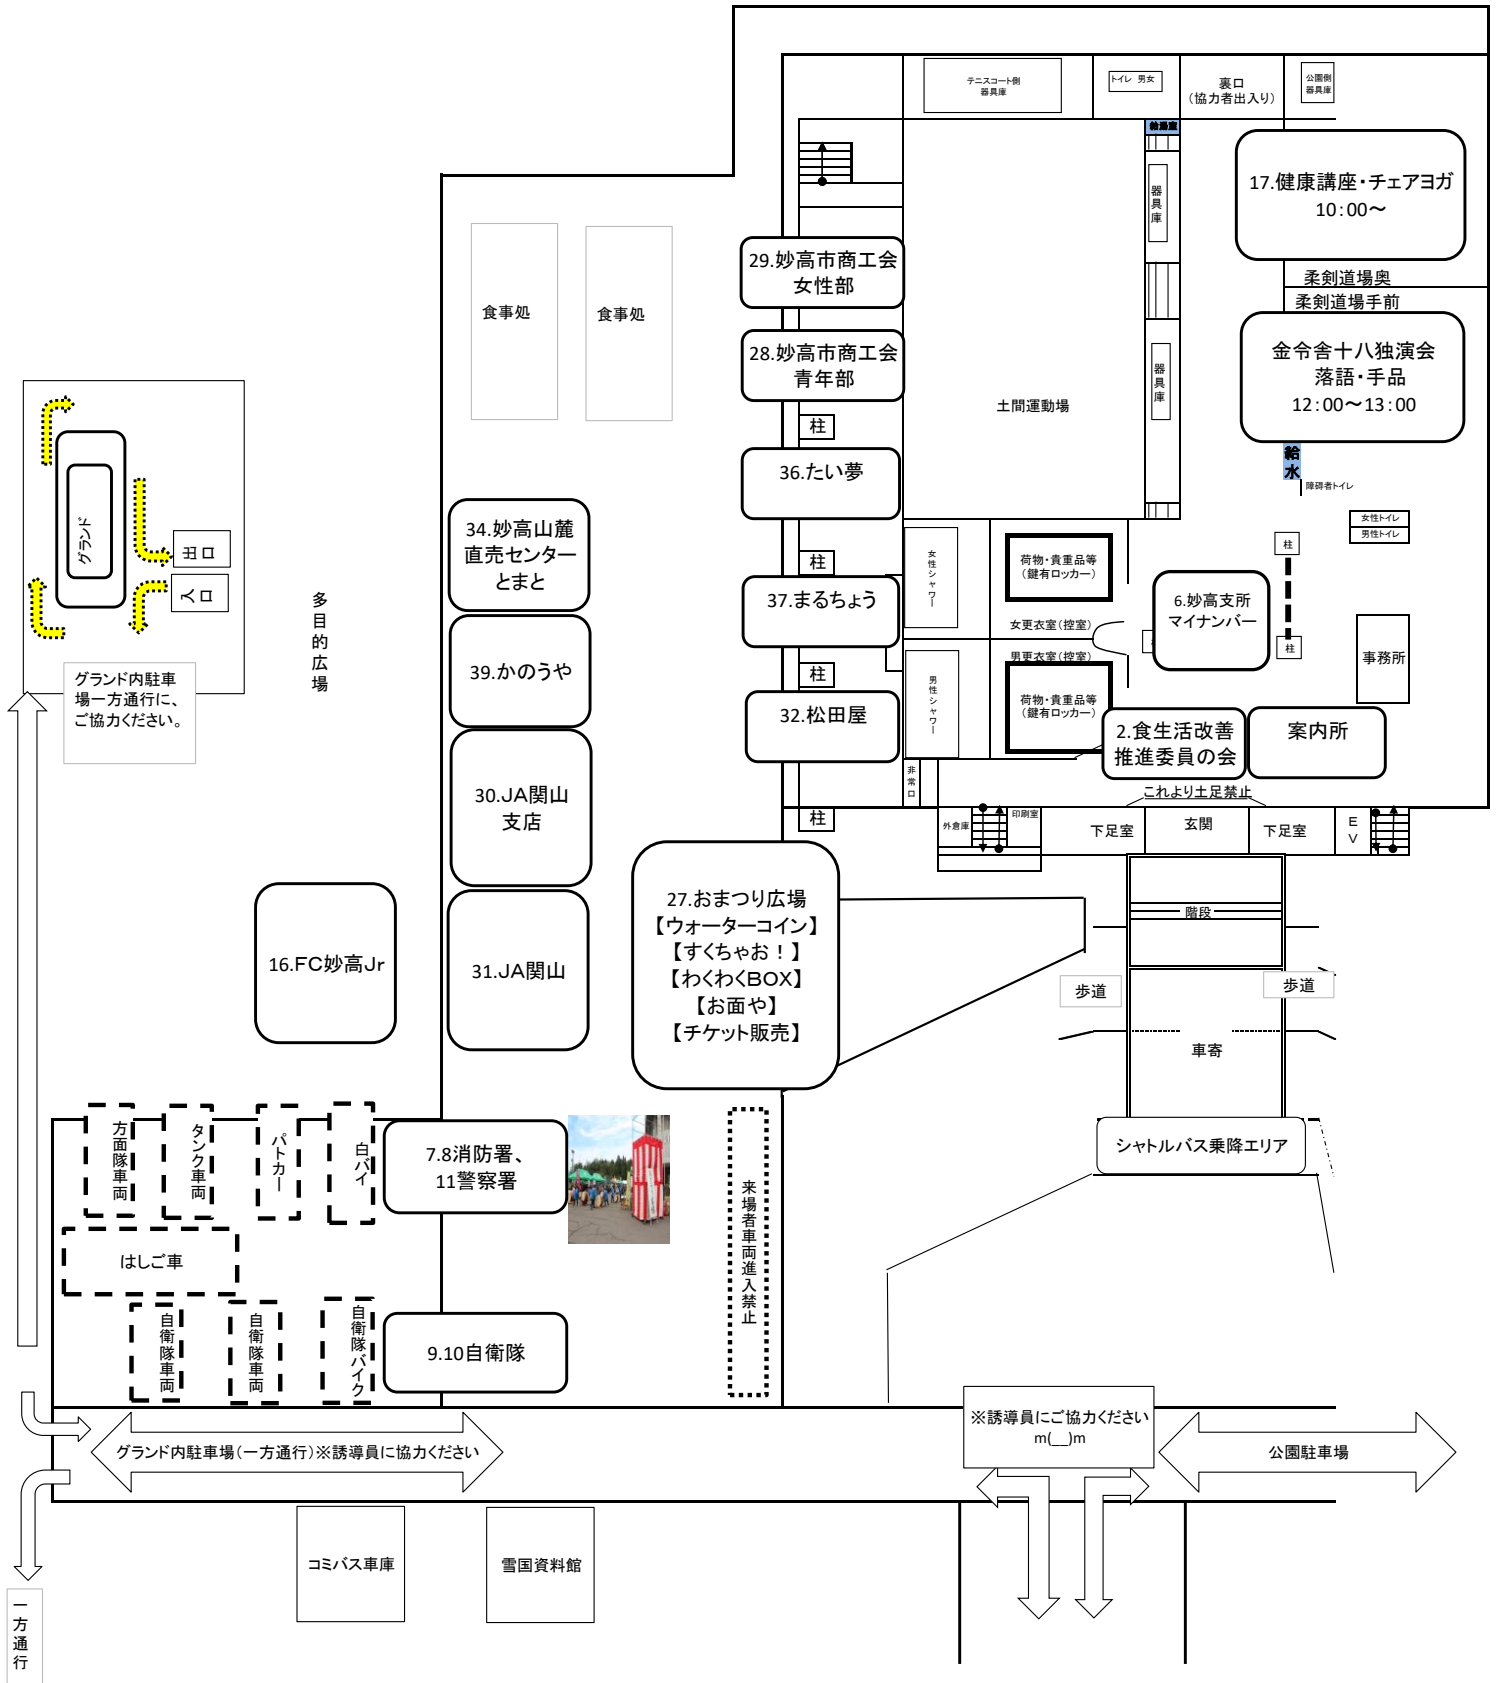 テニスコート側
器具庫
トイレ 男女
裏口
（協力者出入り）
公園側
器具庫
給湯室
17.健康講座・チェアヨガ
10：00～
器具庫
柔剣道場奥
柔剣道場手前
29.妙高市商工会
女性部
食事処
食事処
28.妙高市商工会
青年部
金令舎十八独演会
落語・手品
12：00～13：00
器具庫
土間運動場
柱
36.たい夢
給水
障碍者トイレ
女性トイレ
男性トイレ
グランド
出口
入口
34.妙高山麓
直売センター
とまと
柱
女性シャワー
荷物・貴重品等
（鍵有ロッカー）
柱
多目的広場
37.まるちょう
女更衣室（控室）
6.妙高支所
マイナンバー
男更衣室（控室）
柱
事務所
39.かのうや
グランド内駐車
場一方通行に、
ご協力ください。
柱
男性シャワー
荷物・貴重品等
（鍵有ロッカー）
32.松田屋
2.食生活改善
推進委員の会
案内所
30.JA関山
支店
非常口
これより土足禁止
柱
外倉庫
印刷室
下足室
玄関
下足室
EV
27.おまつり広場
【ウォーターコイン】
【すくちゃお！】
【わくわくBOX】
【お面や】
【チケット販売】
階段
16.FC妙高Jr
31.JA関山
歩道
歩道
車寄
方面隊車両
タンク車両
パトカー
白バイ
7.8消防署、
11警察署
来場者車両進入禁止
シャトルバス乗降エリア
はしご車
自衛隊車両
自衛隊車両
自衛隊バイク
9.10自衛隊
※誘導員にご協力ください
m(__)m
グランド内駐車場（一方通行）※誘導員に協力ください
公園駐車場
コミバス車庫
雪国資料館
一方通行